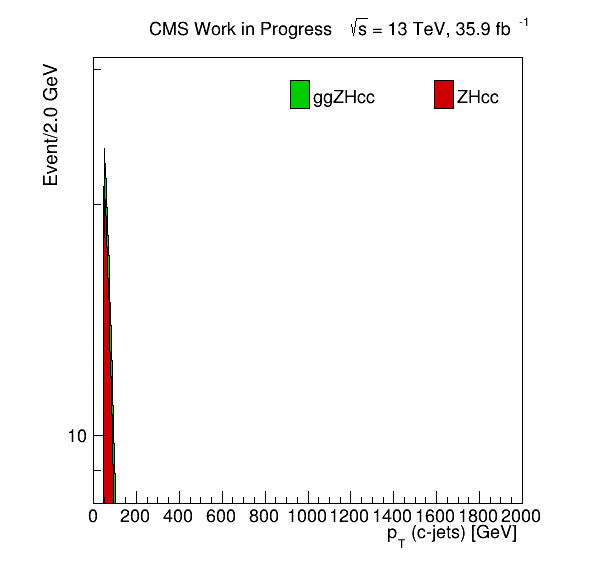 CMS Work in Progress √s = 13 TeV, 35.9 fb -1
Event/2.0 GeV
ggZHcc ZHcc
10
0 200 400 600 800 1000 1200 1400 1600 1800 2000
pT (c-jets) [GeV]